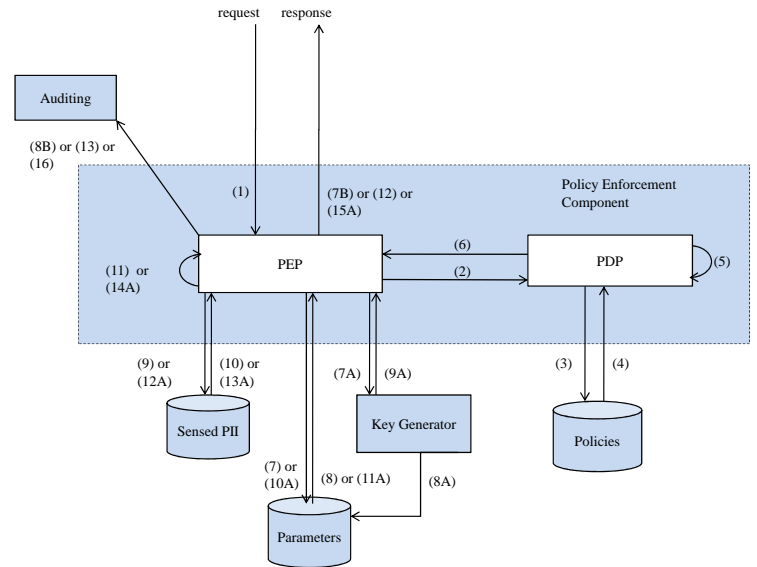 request response
Auditing
(8B) or (13) or
(16)
(1)
(7B) or (12) or
(15A)
Policy Enforcement
Component
(6)
PEP
PDP
(5)
(2)
(11) or
(14A)
(9) or
(12A)
(10) or
(13A)
(7A)
(9A)
(3)
(4)
Sensed PII
Key Generator
Policies
(7) or
(10A)
(8) or (11A)
(8A)
Parameters